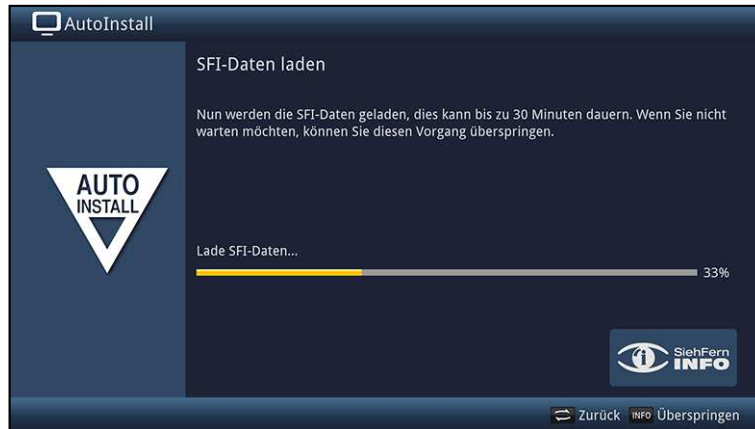 AutoInstall
SFI-Daten laden
Nun werden die SFI-Daten geladen, dies kann bis zu 30 Minuten dauern. Wenn Sie nicht
warten möchten, können Sie diesen Vorgang überspringen.
AUTO
INSTALL
Lade SFI-Daten...
33%
i SiehFern
INFO
Zurück INFO Überspringen